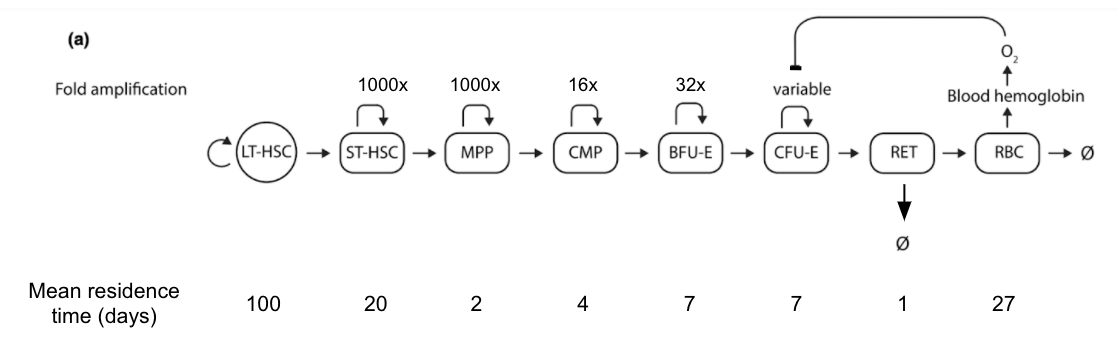 (a)
O₂
Fold amplification 1000x 1000x 16x 32x variable Blood hemoglobin
LT-HSC ST-HSC MPP CMP BFU-E CFU-E RET RBC Ø
Ø
Mean residence
time (days) 100 20 2 4 7 7 1 27